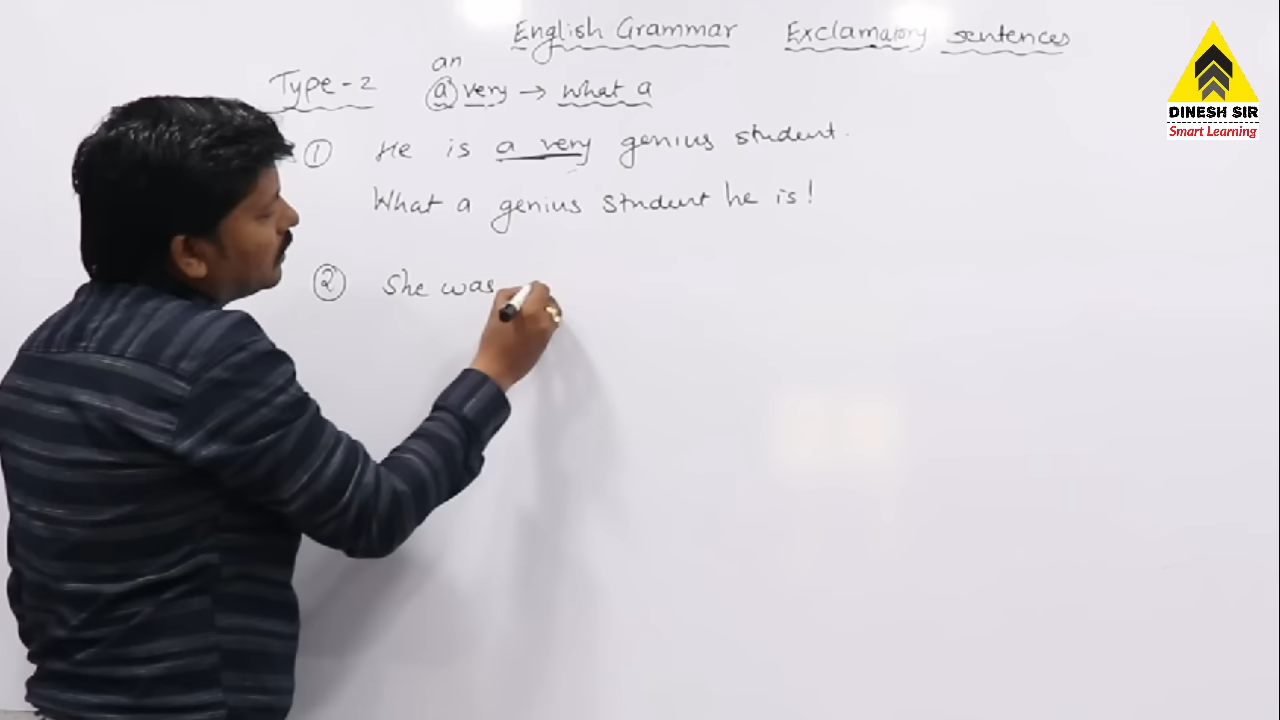 English Grammar Exclamatory sentences
an
Type - 2 a very → what a
① He is a very genius student.
What a genius student he is!
② She was
DINESH SIR
Smart Learning